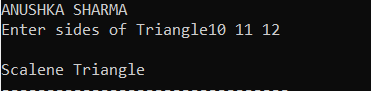 ANUSHKA SHARMA
Enter sides of Triangle10 11 12
Scalene Triangle
--------------------------------